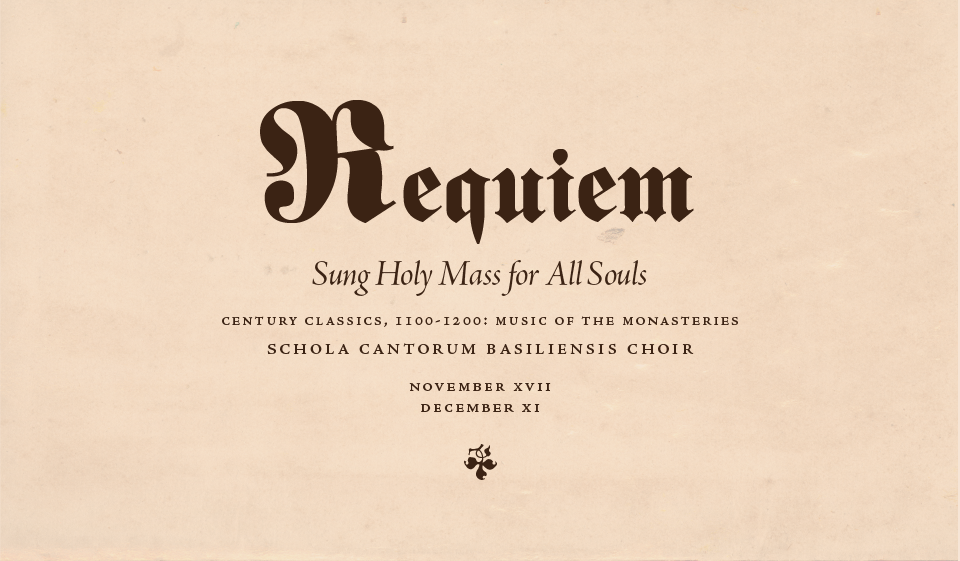 Requiem
Sung Holy Mass for All Souls
CENTURY CLASSICS, 1100-1200: MUSIC OF THE MONASTERIES
SCHOLA CANTORUM BASILIENSIS CHOIR
NOVEMBER XVII
DECEMBER XI